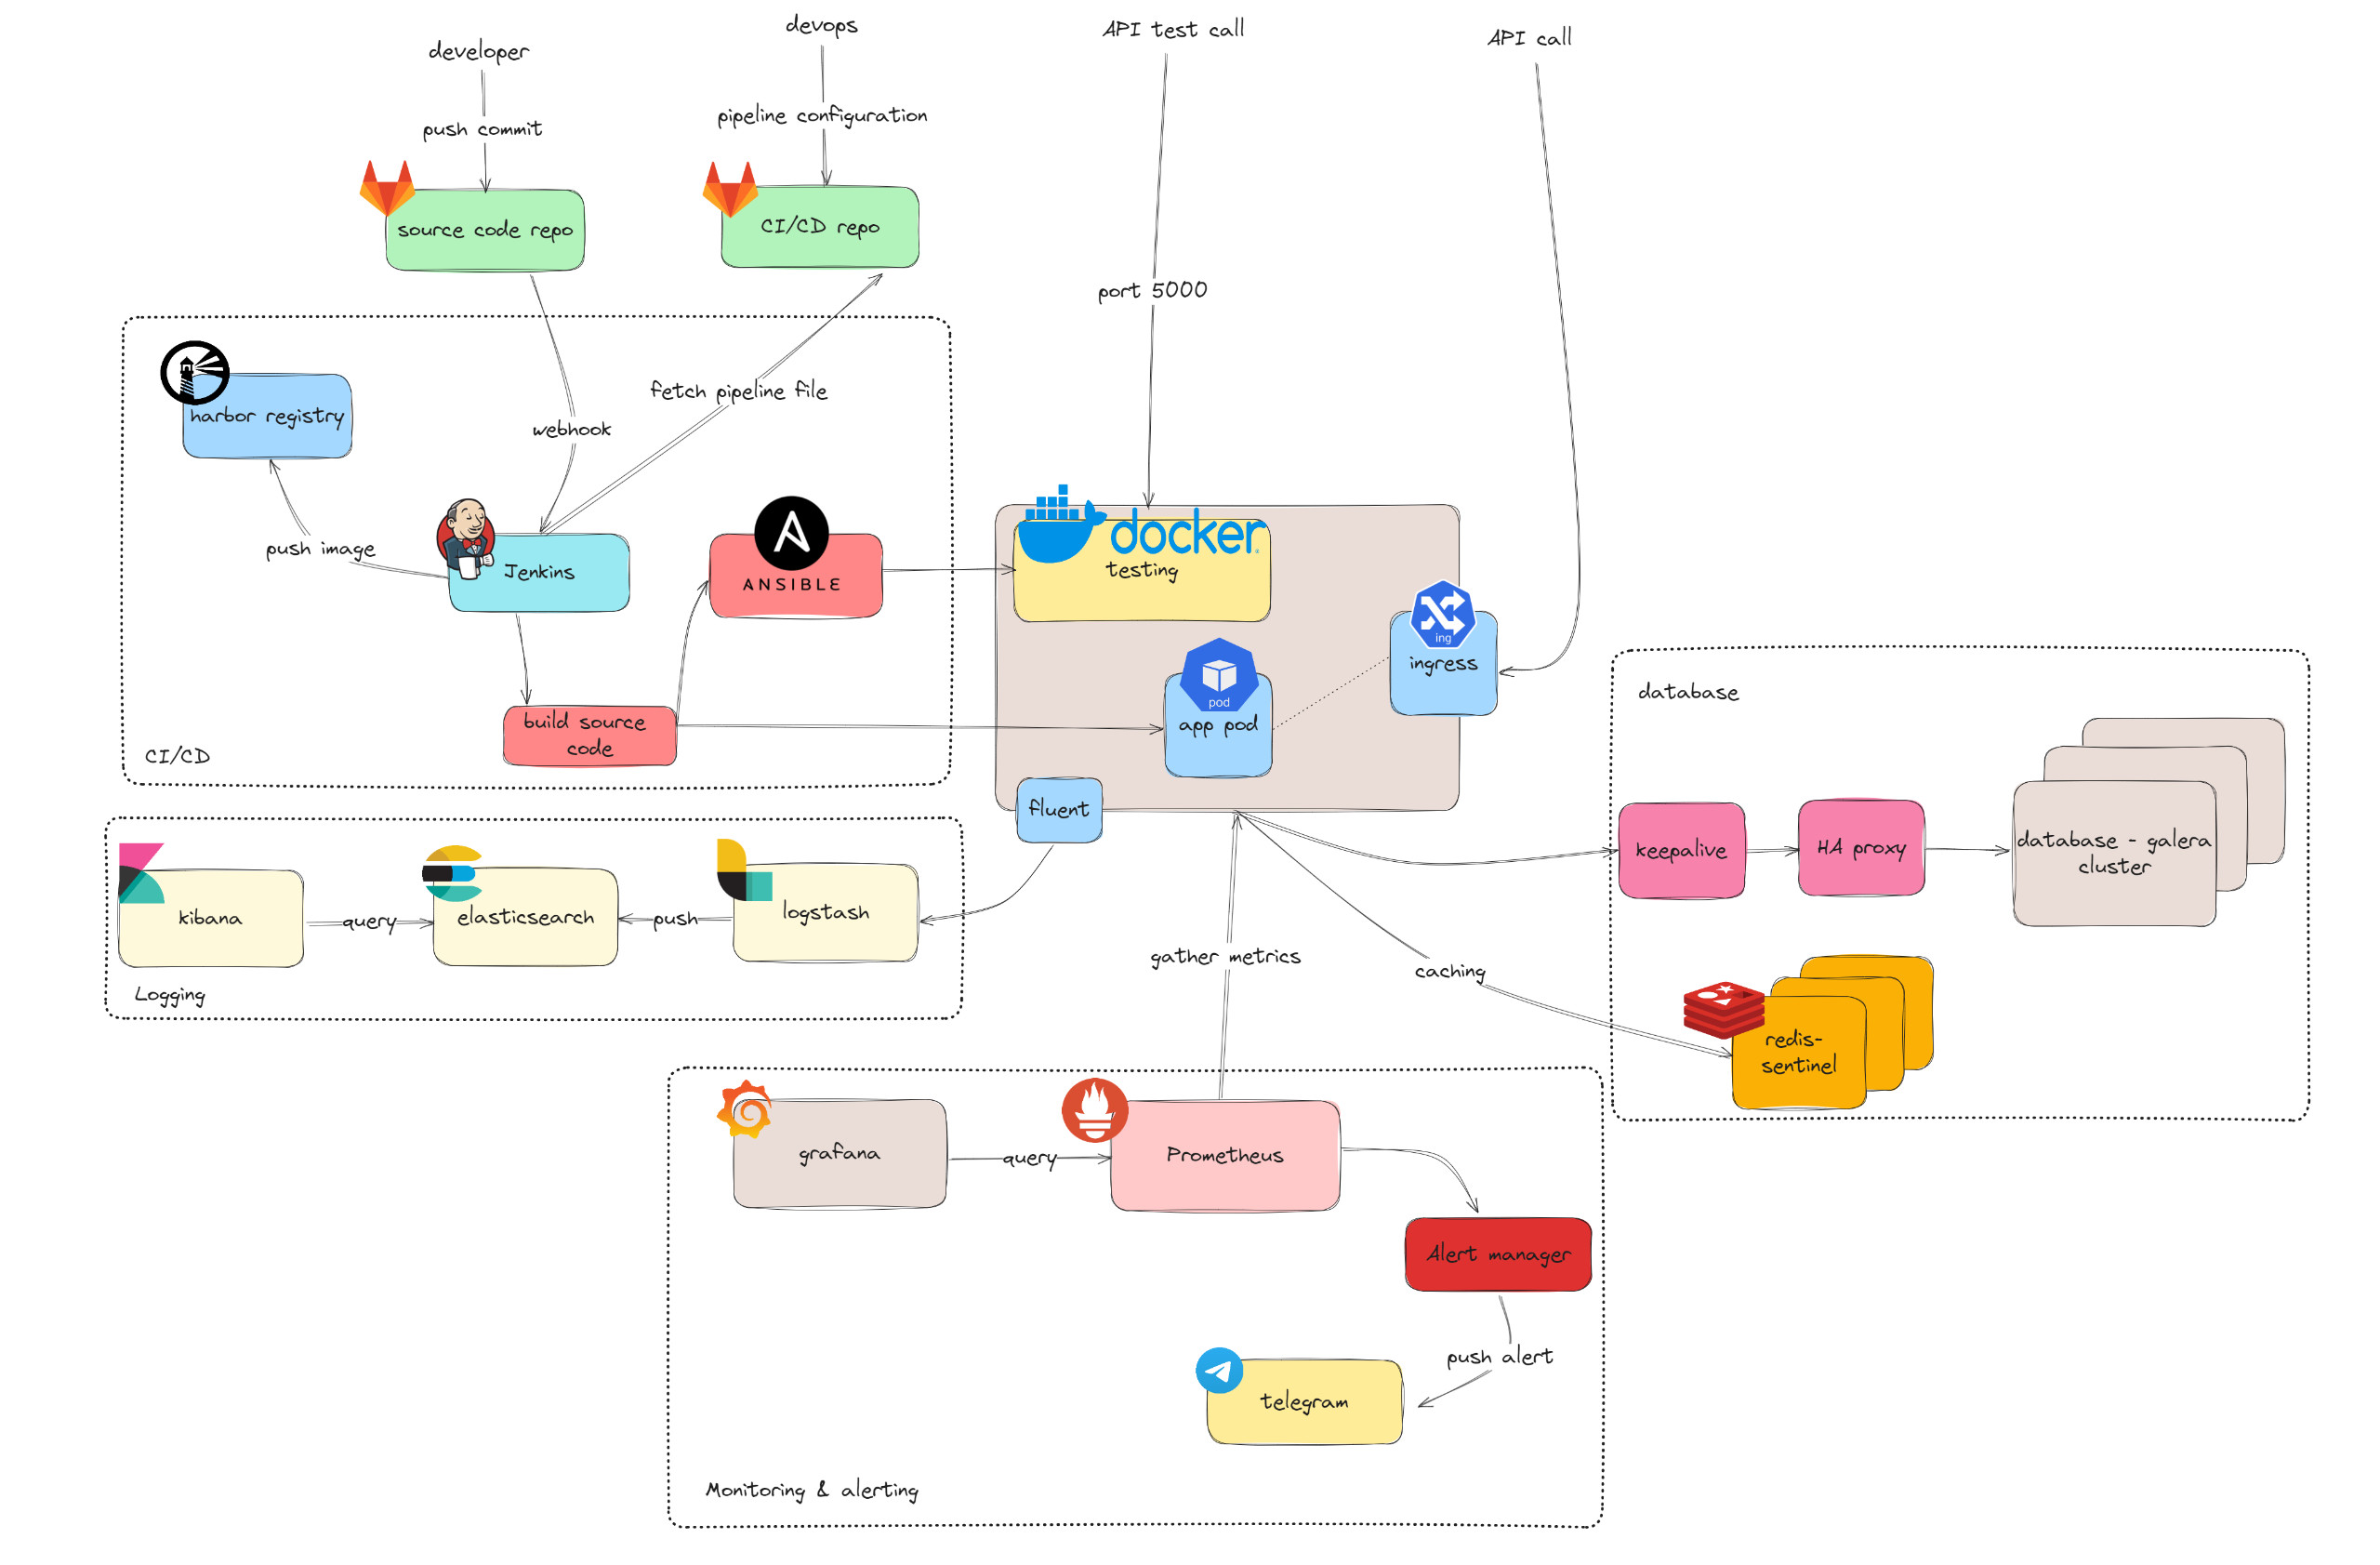 developer
devops
API test call
API call
push commit
pipeline configuration
source code repo
CI/CD repo
port 5000
harbor registry
fetch pipeline file
webhook
push image
Jenkins
ANSIBLE
docker
testing
ing
ingress
pod
app pod
build source
code
CI/CD
fluent
database
keepalive
HA proxy
database - galera
cluster
kibana
query
elasticsearch
push
logstash
Logging
gather metrics
caching
redis-
sentinel
grafana
query
Prometheus
Alert manager
push alert
telegram
Monitoring & alerting